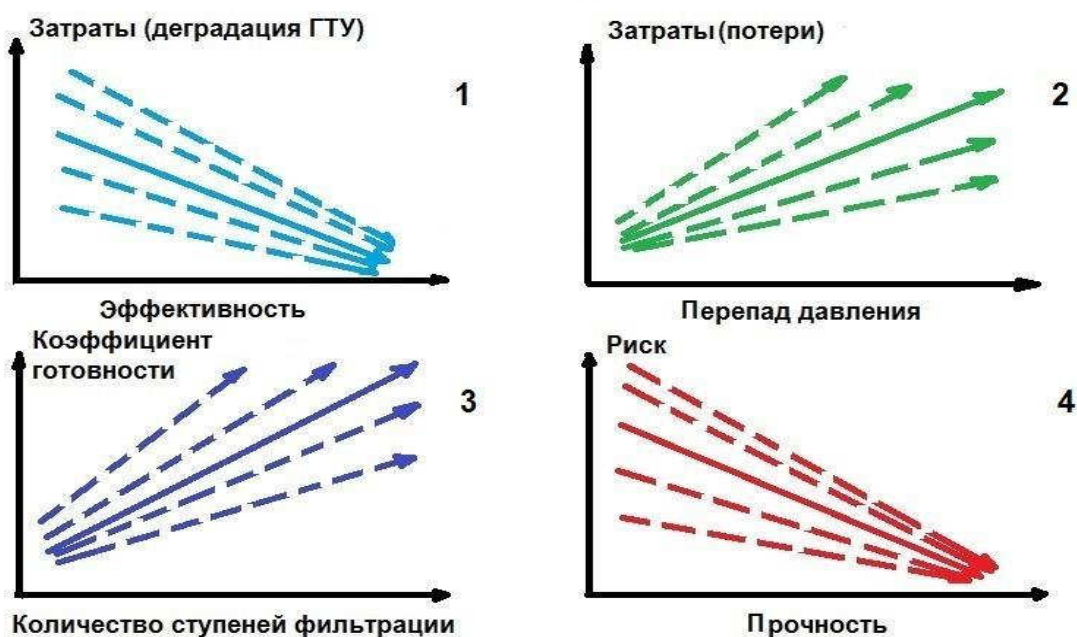 Затраты (деградация ГТУ)
1
Эффективность
Затраты (потери)
2
Перепад давления
Коэффициент
готовности
3
Количество ступеней фильтрации
Риск
4
Прочность